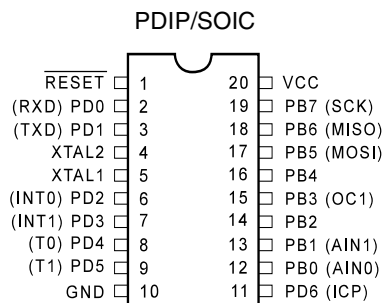 PDIP/SOIC
RESET 1 20 VCC
(RXD) PD0 2 19 PB7 (SCK)
(TXD) PD1 3 18 PB6 (MISO)
XTAL2 4 17 PB5 (MOSI)
XTAL1 5 16 PB4
(INT0) PD2 6 15 PB3 (OC1)
(INT1) PD3 7 14 PB2
(T0) PD4 8 13 PB1 (AIN1)
(T1) PD5 9 12 PB0 (AIN0)
GND 10 11 PD6 (ICP)